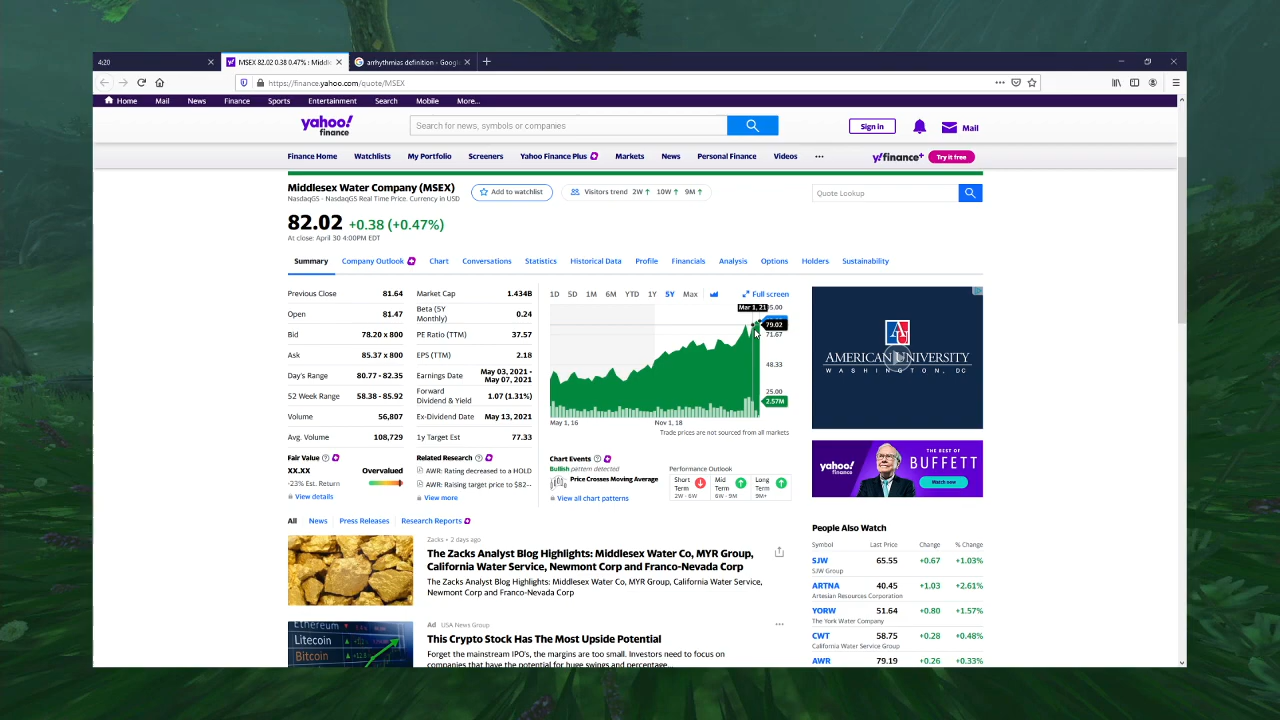 4:20
MSEX 82.02 0.38 0.47% : Middl
arrhythmias definition - Googl
https://finance.yahoo.com/quote/MSEX
Home Mail News Finance Sports Entertainment Search Mobile More...
yahoo!
finance
Search for news, symbols or companies
Sign in
Mail
Finance Home Watchlists My Portfolio Screeners Yahoo Finance Plus Markets News Personal Finance Videos
y!finance+ Try it free
Middlesex Water Company (MSEX)
Add to watchlist
Visitors trend 2W↑ 10W↑ 9M↑
Quote Lookup
NasdaqGS - NasdaqGS Real Time Price. Currency in USD
82.02 +0.38 (+0.47%)
At close: April 30 4:00PM EDT
Summary Company Outlook Chart Conversations Statistics Historical Data Profile Financials Analysis Options Holders Sustainability
Previous Close 81.64
Open 81.47
Bid 78.20 x 800
Ask 85.37 x 800
Day's Range 80.77 - 82.35
52 Week Range 58.38 - 85.92
Volume 56,807
Avg. Volume 108,729
Market Cap 1.434B
Beta (5Y
Monthly) 0.24
PE Ratio (TTM) 37.57
EPS (TTM) 2.18
Earnings Date May 03, 2021 -
May 07, 2021
Forward
Dividend & Yield 1.07 (1.31%)
Ex-Dividend Date May 13, 2021
1y Target Est 77.33
1D 5D 1M 6M YTD 1Y 5Y Max
Full screen
Mar 1, 21
5.00
79.02
71.67
48.33
25.00
2.57M
May 1, 16 Nov 1, 18
Trade prices are not sourced from all markets
Fair Value
XX.XX Overvalued
-23% Est. Return
View details
Related Research
AWR: Rating decreased to a HOLD
AWR: Raising target price to $82--
View more
Chart Events
Bullish pattern detected
Price Crosses Moving Average
View all chart patterns
Performance Outlook
Short
Term
2W - 6W
Mid
Term
6W - 9M
Long
Term
9M+
All News Press Releases Research Reports
Zacks • 2 days ago
The Zacks Analyst Blog Highlights: Middlesex Water Co, MYR Group,
California Water Service, Newmont Corp and Franco-Nevada Corp
The Zacks Analyst Blog Highlights: Middlesex Water Co, MYR Group, California Water Service,
Newmont Corp and Franco-Nevada Corp
Ethereum
Litecoin
Bitcoin
Ad USA News Group
This Crypto Stock Has The Most Upside Potential
Forget the mainstream IPO's, the margins are too small. Investors need to focus on
companies that have the potential for huge swings and percentage...
AMERICAN UNIVERSITY
WASHINGTON, DC
yahoo!
finance
THE BEST OF
BUFFETT
Watch now
People Also Watch
Symbol Last Price Change % Change
SJW 65.55 +0.67 +1.03%
SJW Group
ARTNA 40.45 +1.03 +2.61%
Artesian Resources Corporation
YORW 51.64 +0.80 +1.57%
The York Water Company
CWT 58.75 +0.28 +0.48%
California Water Service Group
AWR 79.19 +0.26 +0.33%